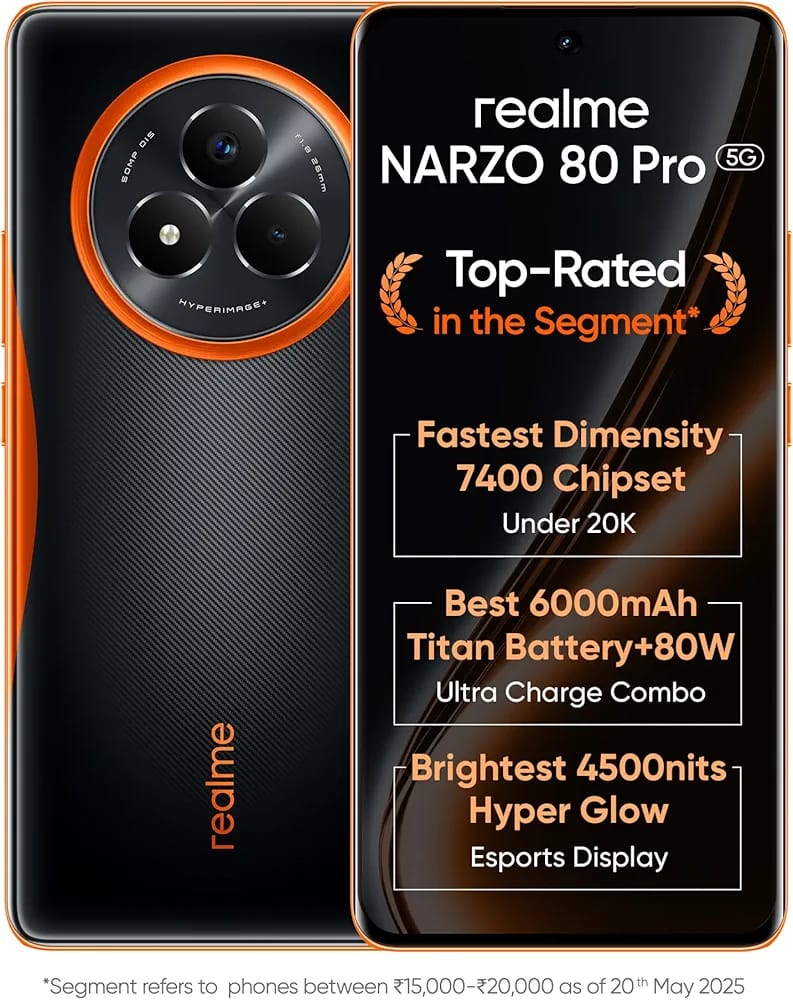 50MP OIS
f1.8 26mm
HYPERIMAGE+
realme
realme
NARZO 80 Pro 5G
Top-Rated
in the Segment*
Fastest Dimensity
7400 Chipset
Under 20K
Best 6000mAh
Titan Battery+80W
Ultra Charge Combo
Brightest 4500nits
Hyper Glow
Esports Display
*Segment refers to phones between ₹15,000-₹20,000 as of 20th May 2025